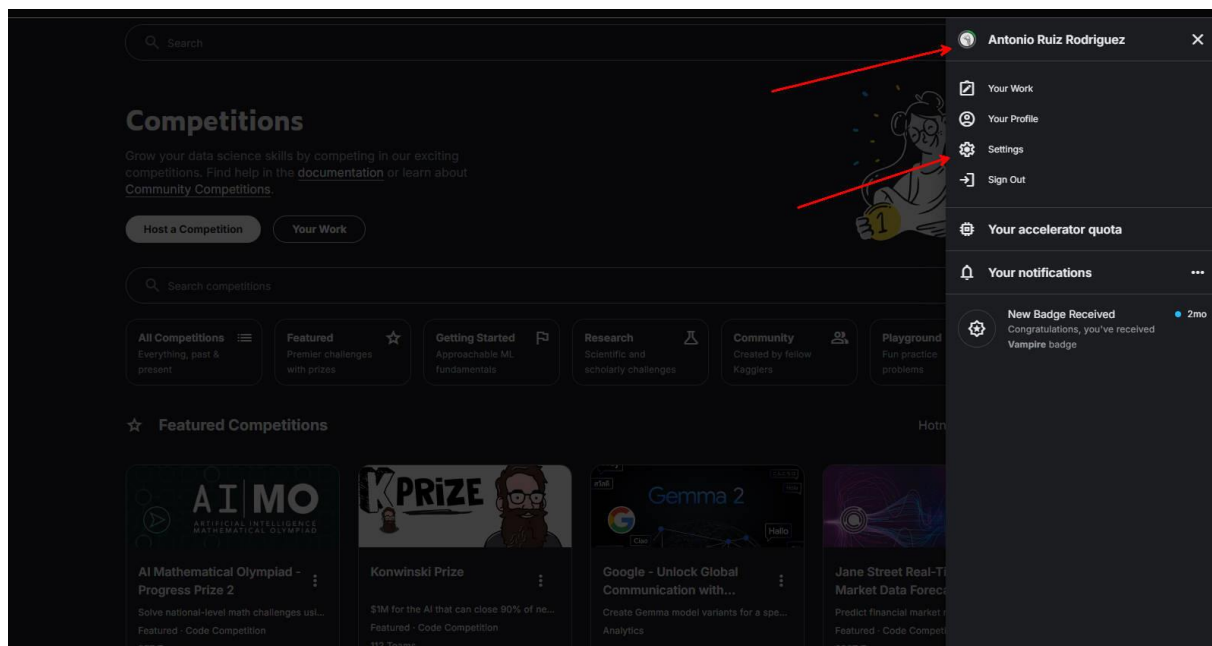 Search
Competitions
Grow your data science skills by competing in our exciting
competitions. Find help in the documentation or learn about
Community Competitions.
Host a Competition
Your Work
Search competitions
All Competitions
Everything, past &
present
Featured
Premier challenges
with prizes
Getting Started
Approachable ML
fundamentals
Research
Scientific and
scholarly challenges
Community
Created by fellow
Kagglers
Playground
Fun practice
problems
Featured Competitions
Hotn
AI MO
ARTIFICIAL INTELLIGENCE
MATHEMATICAL OLYMPIAD
AI Mathematical Olympiad -
Progress Prize 2
Solve national-level math challenges usi...
Featured · Code Competition
K PRIZE
Konwinski Prize
$1M for the AI that can close 90% of ne...
Featured · Code Competition
Gemma 2
Hallo
Ciao
Google - Unlock Global
Communication with...
Create Gemma model variants for a spe...
Analytics
Jane Street Real-Ti
Market Data Foreca
Predict financial market r
Featured · Code Competi
Antonio Ruiz Rodriguez
Your Work
Your Profile
Settings
Sign Out
Your accelerator quota
Your notifications
New Badge Received
2mo
Congratulations, you've received
Vampire badge